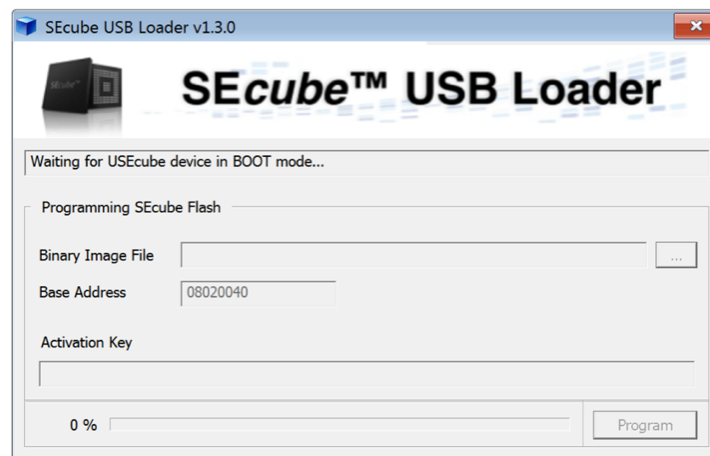 SEcube USB Loader v1.3.0
SEcube™ USB Loader
Waiting for USEcube device in BOOT mode...
Programming SEcube Flash
Binary Image File
...
Base Address 08020040
Activation Key
0 %
Program